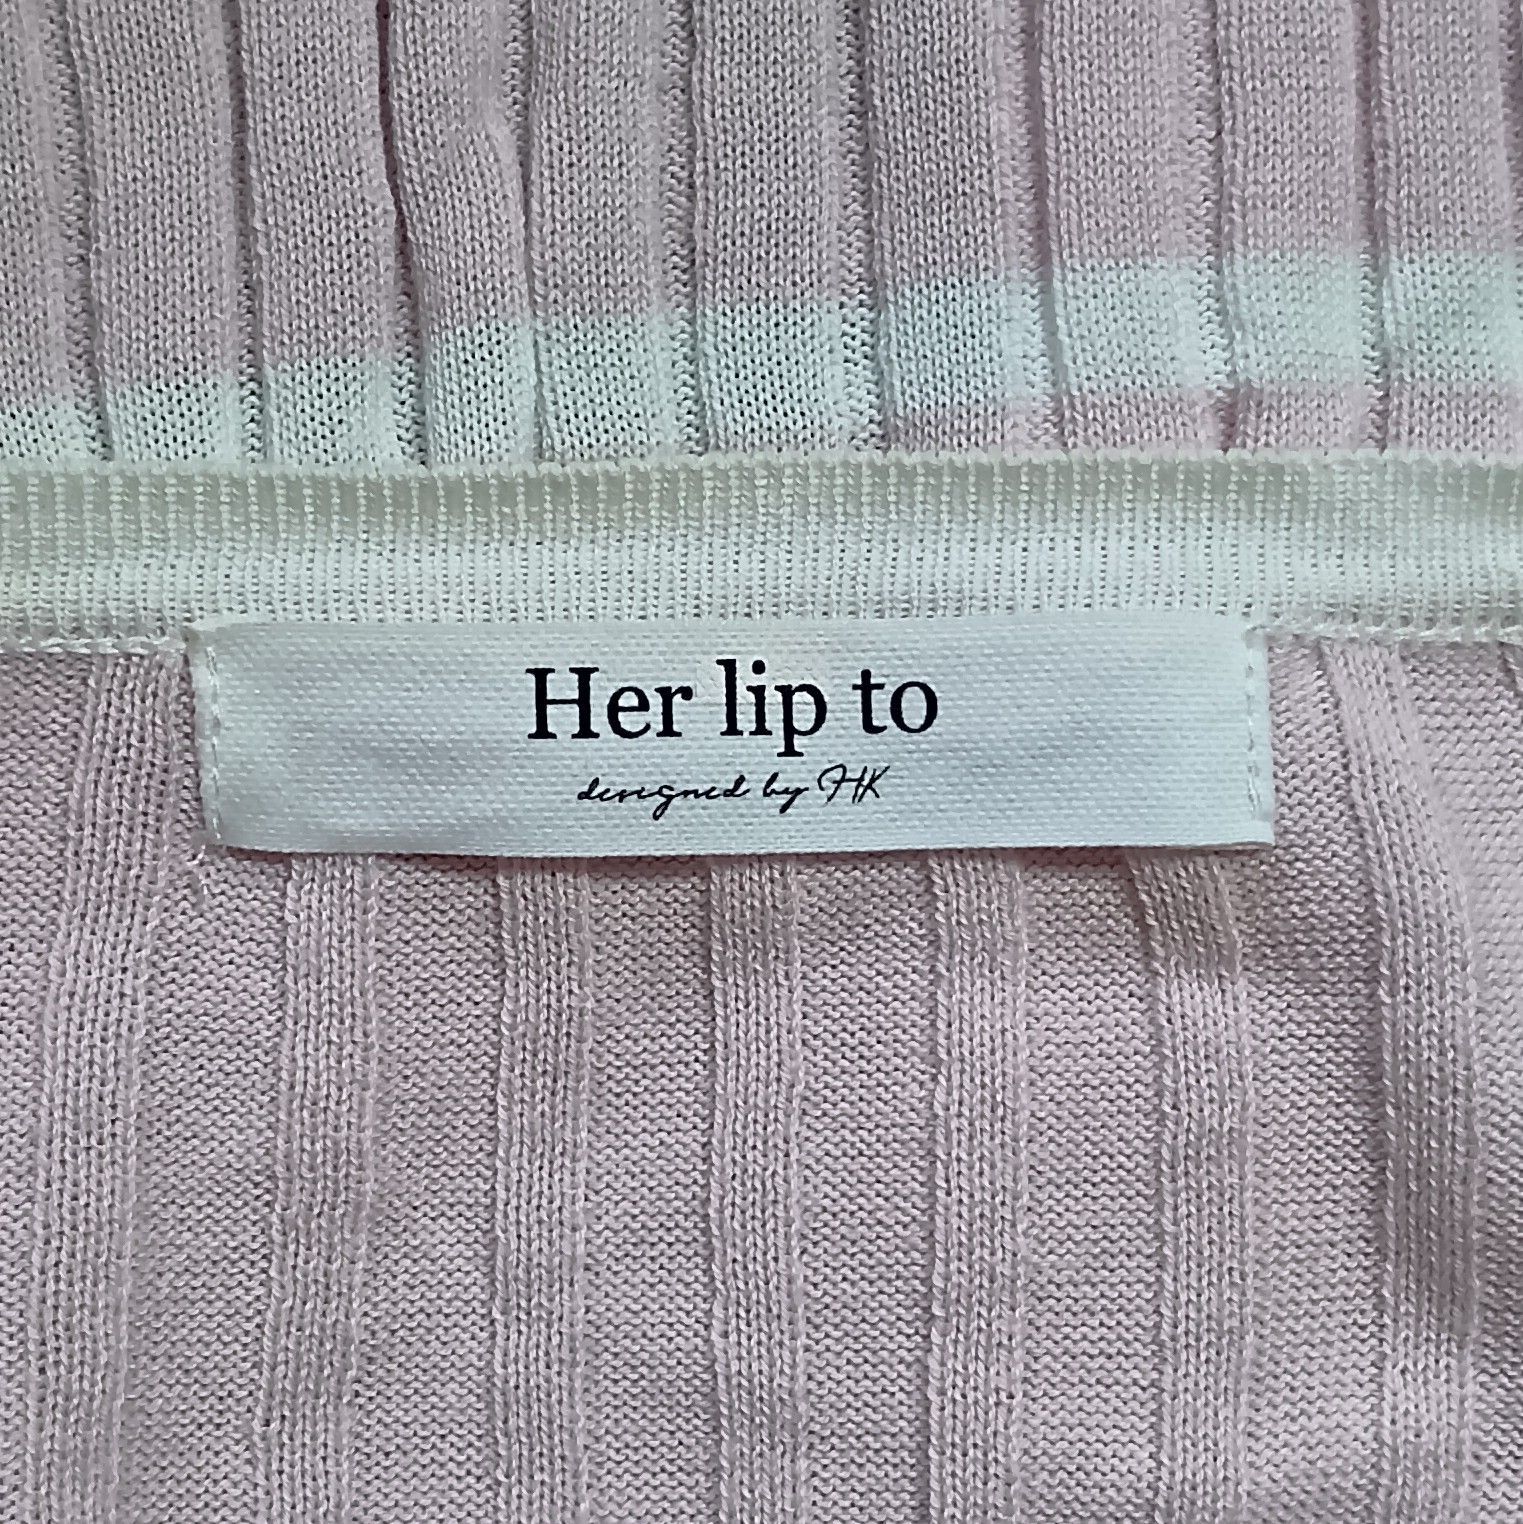 Her lip to
designed by HK